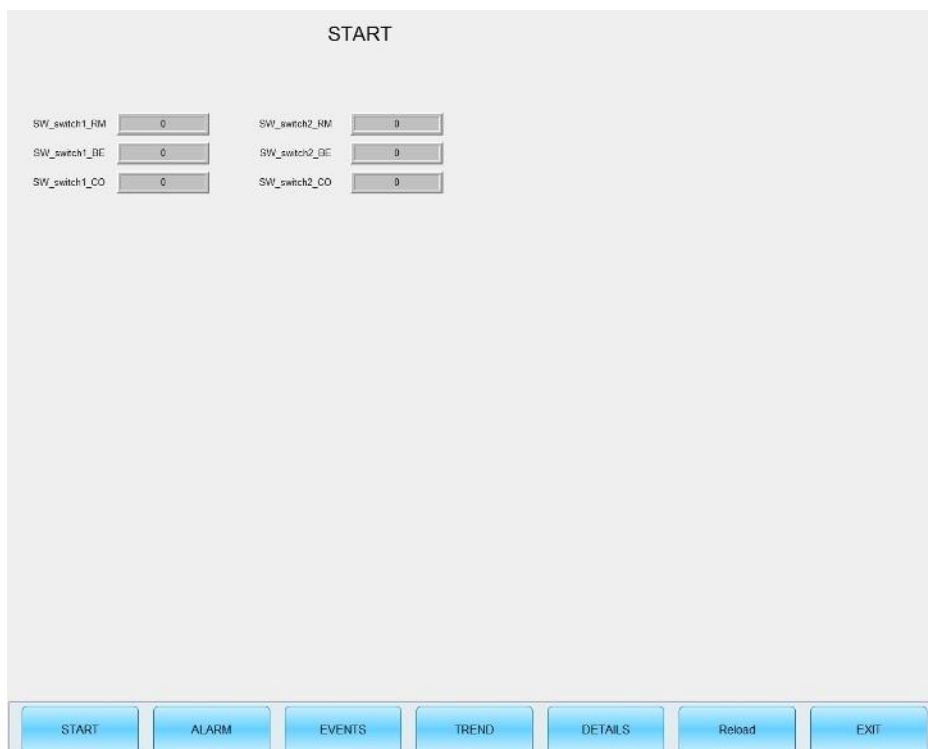 START
SW_switch1_RM 0 SW_switch2_RM 0
SW_switch1_BE 0 SW_switch2_BE 0
SW_switch1_CO 0 SW_switch2_CO 0
START ALARM EVENTS TREND DETAILS Reload EXIT